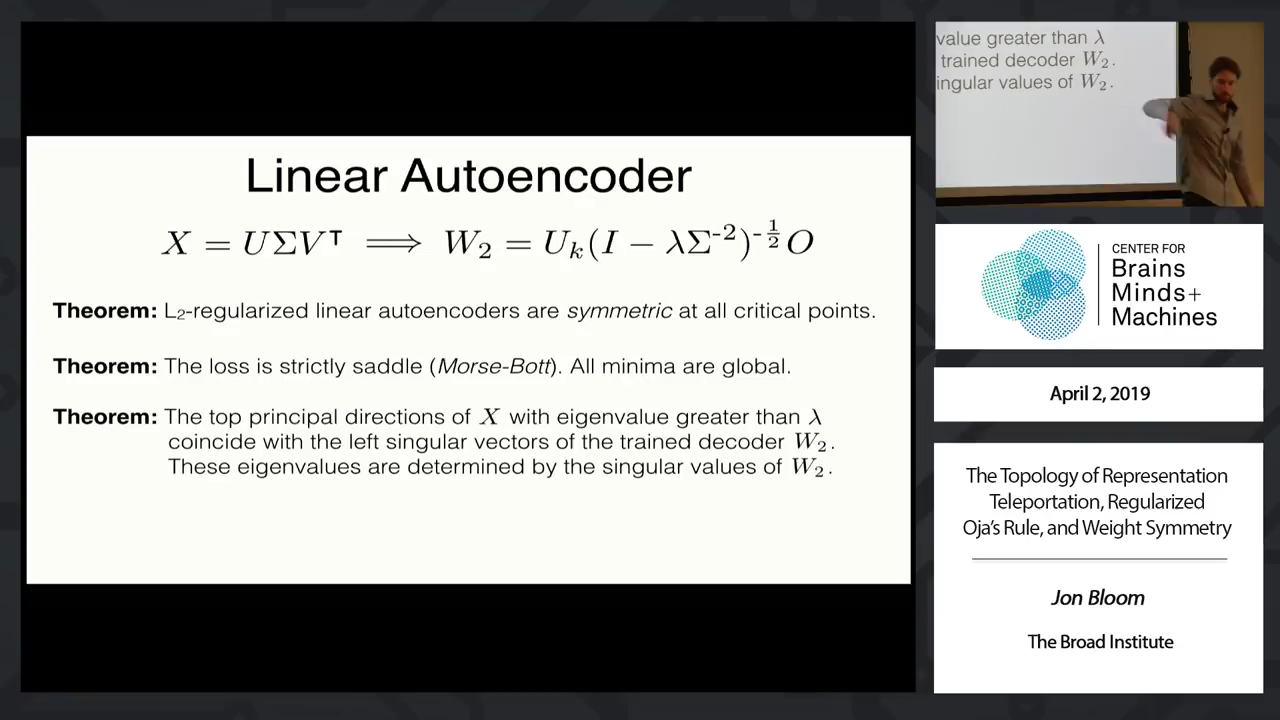 Linear Autoencoder
X = UΣVᵀ ⟹ W₂ = Uₖ(I − λΣ⁻²)^{-1/2}O
Theorem: L₂-regularized linear autoencoders are symmetric at all critical points.
Theorem: The loss is strictly saddle (Morse-Bott). All minima are global.
Theorem: The top principal directions of X with eigenvalue greater than λ
coincide with the left singular vectors of the trained decoder W₂.
These eigenvalues are determined by the singular values of W₂.
value greater than λ
trained decoder W₂.
ingular values of W₂.
CENTER FOR
Brains
Minds+
Machines
April 2, 2019
The Topology of Representation
Teleportation, Regularized
Oja's Rule, and Weight Symmetry
Jon Bloom
The Broad Institute